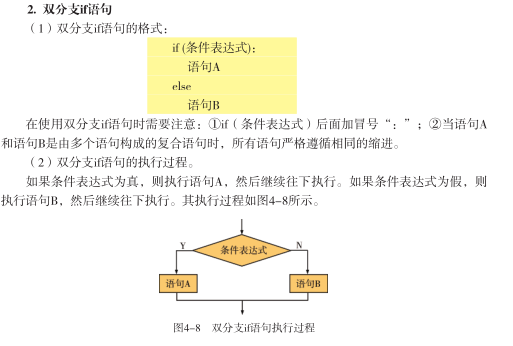 2. 双分支if语句
（1）双分支if语句的格式：
if (条件表达式):
语句A
else
语句B
在使用双分支if语句时需要注意：①if（条件表达式）后面加冒号“：”；②当语句A
和语句B是由多个语句构成的复合语句时，所有语句严格遵循相同的缩进。
（2）双分支if语句的执行过程。
如果条件表达式为真，则执行语句A，然后继续往下执行。如果条件表达式为假，则
执行语句B，然后继续往下执行。其执行过程如图4-8所示。
Y
条件表达式
N
语句A
语句B
图4-8 双分支if语句执行过程